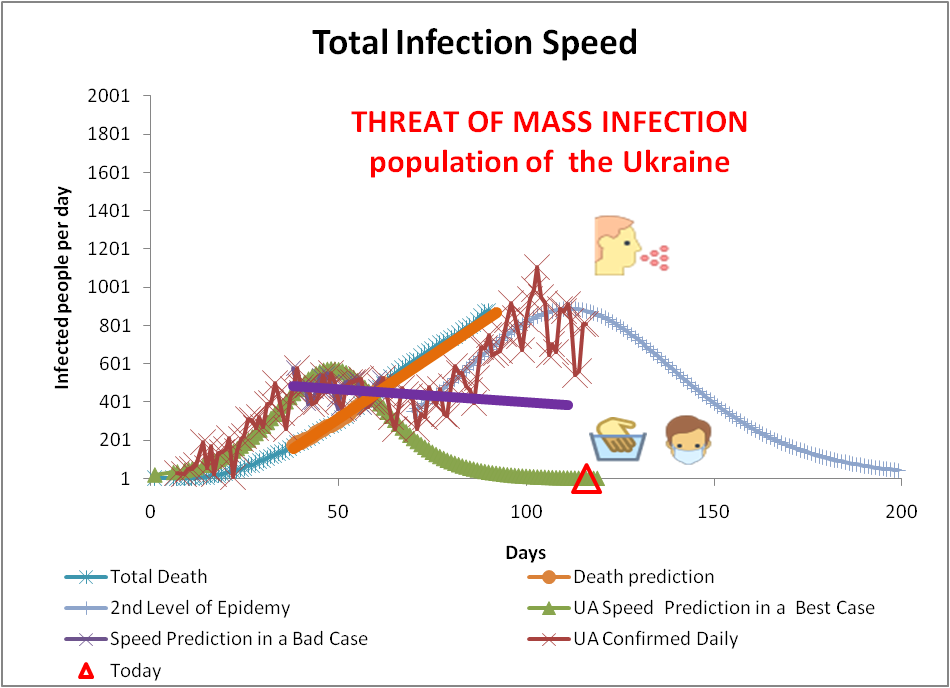 Total Infection Speed
THREAT OF MASS INFECTION
population of  the Ukraine
Infected people per day
2001
1801
1601
1401
1201
1001
801
601
401
201
1
0 50 100 150 200
Days
Total Death
Death prediction
2nd Level of Epidemy
UA Speed  Prediction in a  Best Case
Speed Prediction in a Bad Case
UA Confirmed Daily
Today